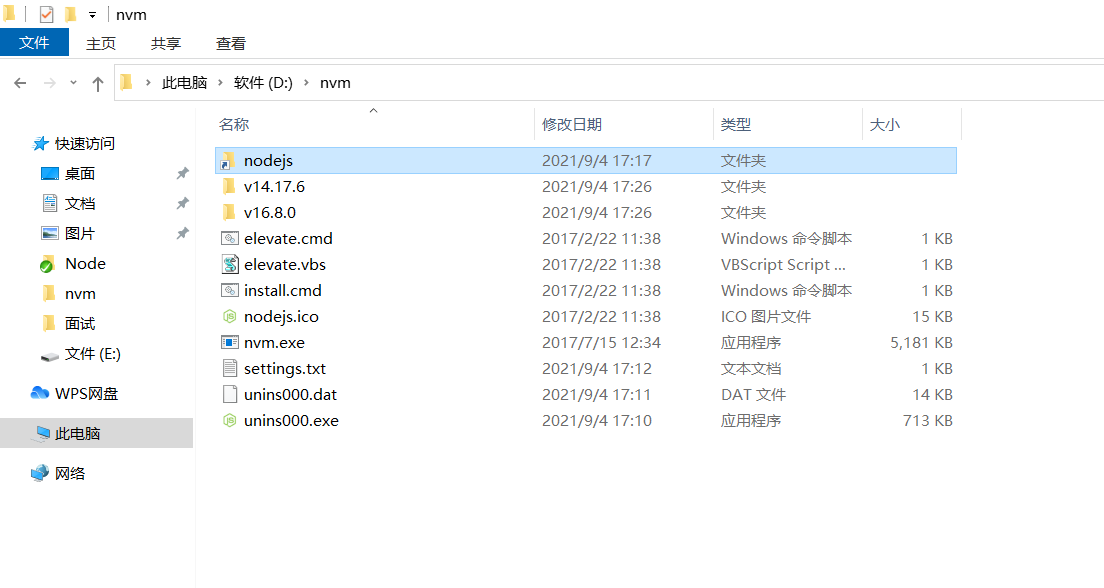 nvm
文件 主页 共享 查看
此电脑 软件 (D:) nvm
名称 修改日期 类型 大小
快速访问
桌面
文档
图片
Node
nvm
面试
文件 (E:)
WPS网盘
此电脑
网络
nodejs 2021/9/4 17:17 文件夹
v14.17.6 2021/9/4 17:26 文件夹
v16.8.0 2021/9/4 17:26 文件夹
elevate.cmd 2017/2/22 11:38 Windows 命令脚本 1 KB
elevate.vbs 2017/2/22 11:38 VBScript Script ... 1 KB
install.cmd 2017/2/22 11:38 Windows 命令脚本 1 KB
nodejs.ico 2017/2/22 11:38 ICO 图片文件 15 KB
nvm.exe 2017/7/15 12:34 应用程序 5,181 KB
settings.txt 2021/9/4 17:12 文本文档 1 KB
unins000.dat 2021/9/4 17:11 DAT 文件 14 KB
unins000.exe 2021/9/4 17:10 应用程序 713 KB